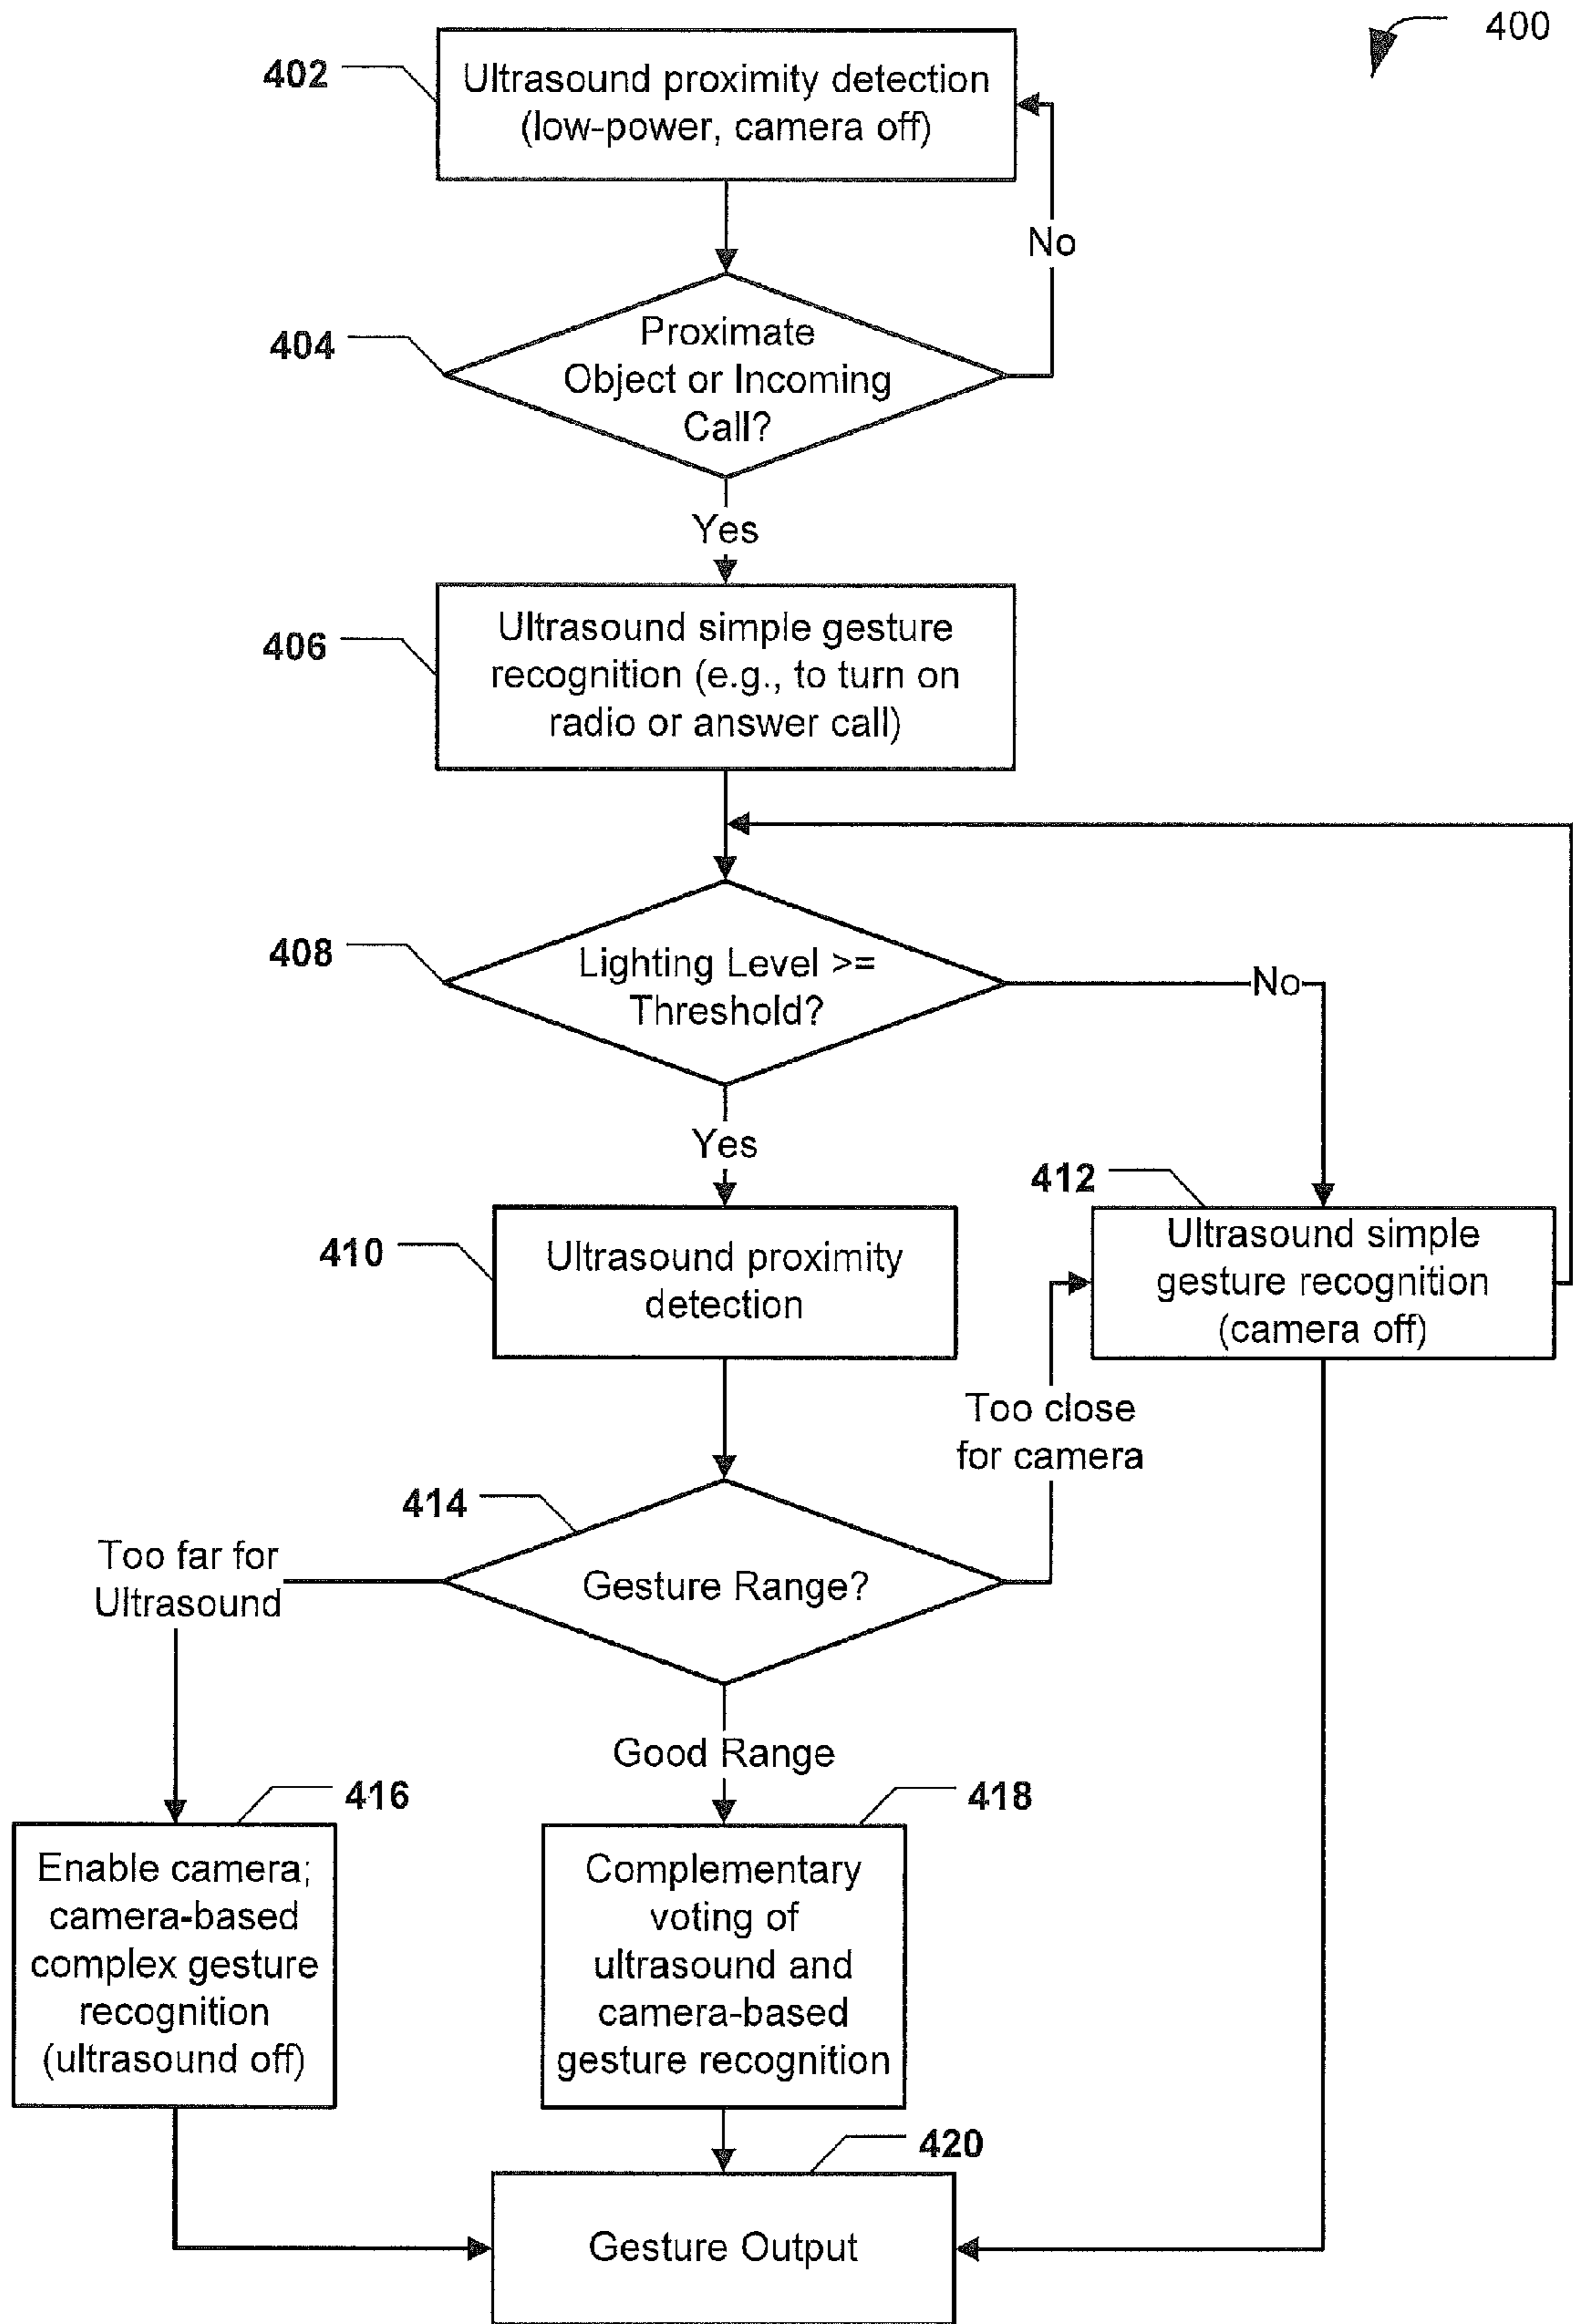 400
402
Ultrasound proximity detection
(low-power, camera off)
No
404
Proximate
Object or Incoming
Call?
Yes
406
Ultrasound simple gesture
recognition (e.g., to turn on
radio or answer call)
408
Lighting Level >=
Threshold?
No
Yes
412
Ultrasound simple
gesture recognition
(camera off)
410
Ultrasound proximity
detection
Too close
for camera
414
Gesture Range?
Too far for
Ultrasound
Good Range
416
Enable camera;
camera-based
complex gesture
recognition
(ultrasound off)
418
Complementary
voting of
ultrasound and
camera-based
gesture recognition
420
Gesture Output